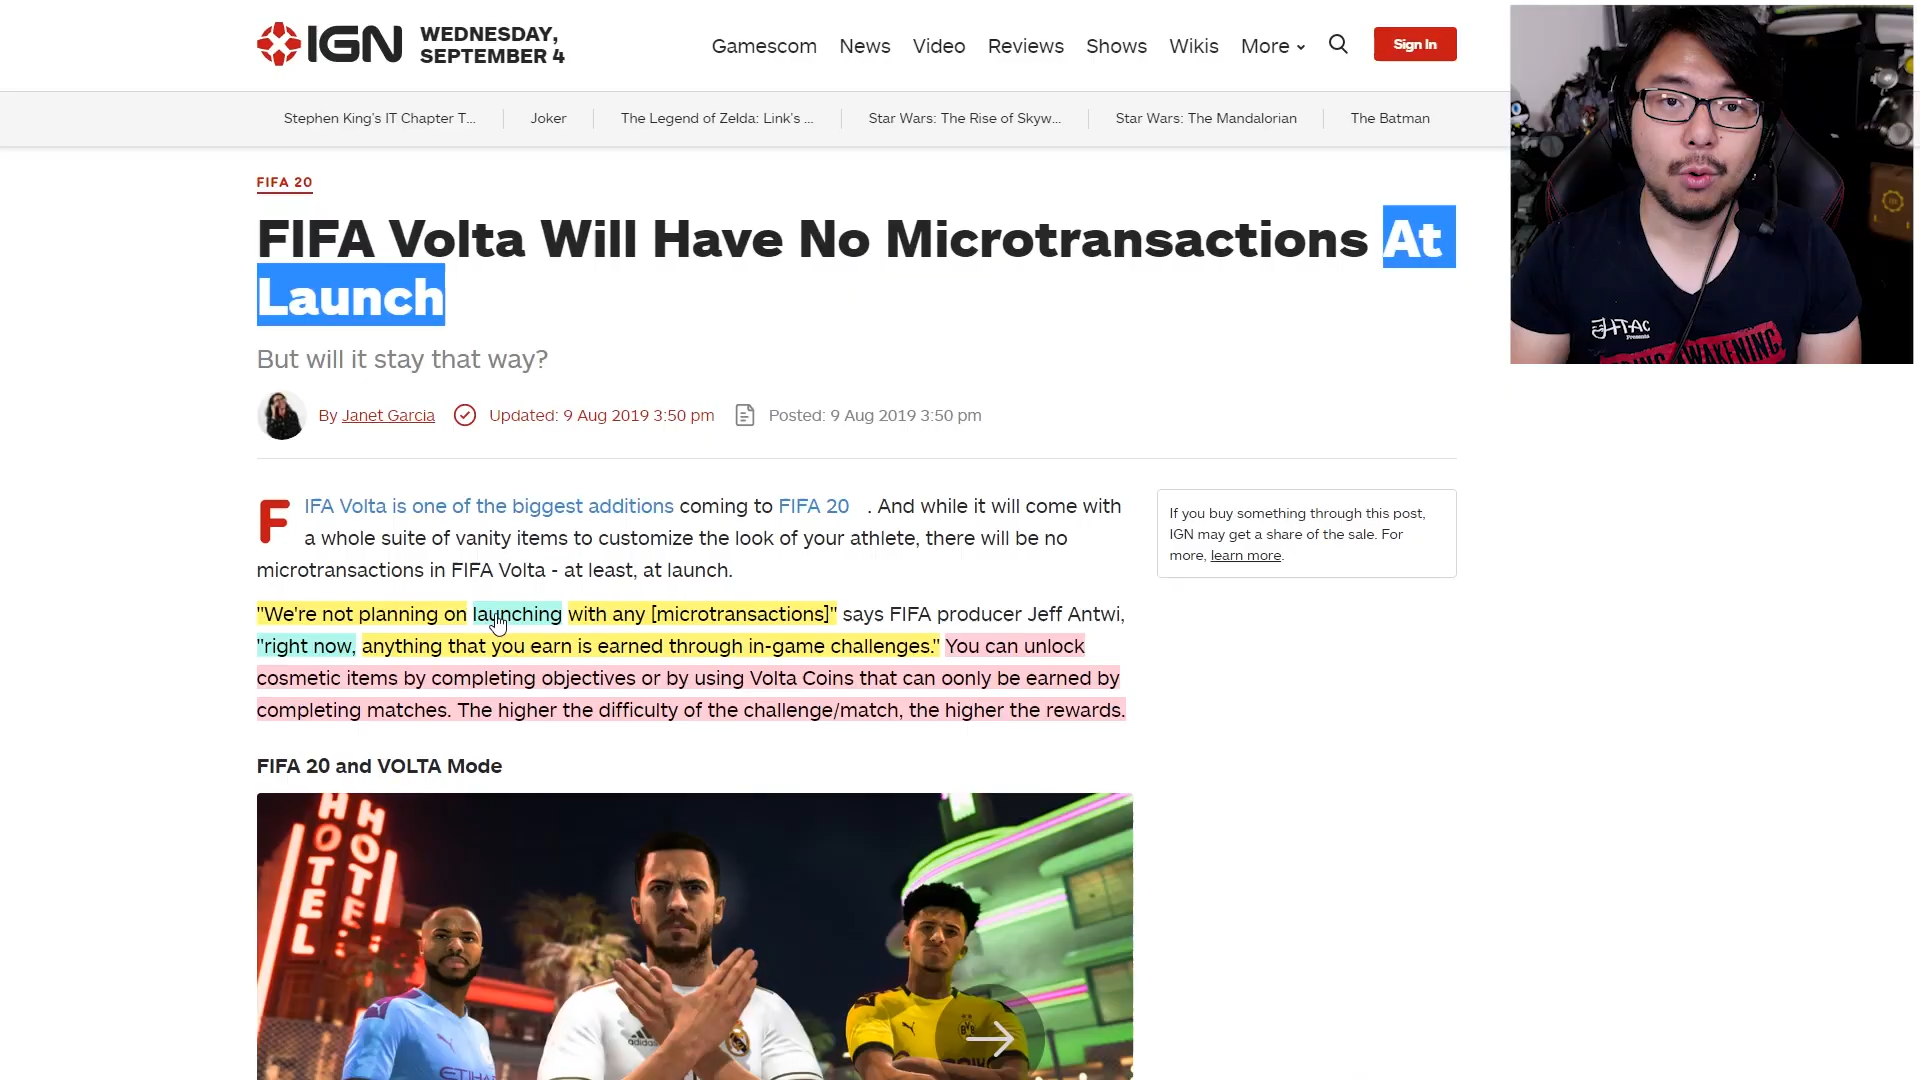 IGN
WEDNESDAY,
SEPTEMBER 4
Gamescom News Video Reviews Shows Wikis More Sign In
Stephen King's IT Chapter T... Joker The Legend of Zelda: Link's ... Star Wars: The Rise of Skyw... Star Wars: The Mandalorian The Batman
FIFA 20
FIFA Volta Will Have No Microtransactions At
Launch
But will it stay that way?
By Janet Garcia Updated: 9 Aug 2019 3:50 pm Posted: 9 Aug 2019 3:50 pm
FIFA Volta is one of the biggest additions coming to FIFA 20 . And while it will come with
a whole suite of vanity items to customize the look of your athlete, there will be no
microtransactions in FIFA Volta - at least, at launch.
"We're not planning on launching with any [microtransactions]" says FIFA producer Jeff Antwi,
"right now, anything that you earn is earned through in-game challenges." You can unlock
cosmetic items by completing objectives or by using Volta Coins that can oonly be earned by
completing matches. The higher the difficulty of the challenge/match, the higher the rewards.
If you buy something through this post,
IGN may get a share of the sale. For
more, learn more.
FIFA 20 and VOLTA Mode
HOTEL
HOTE
adidas
ETIHAD
BVB
Presents
AWAKENING